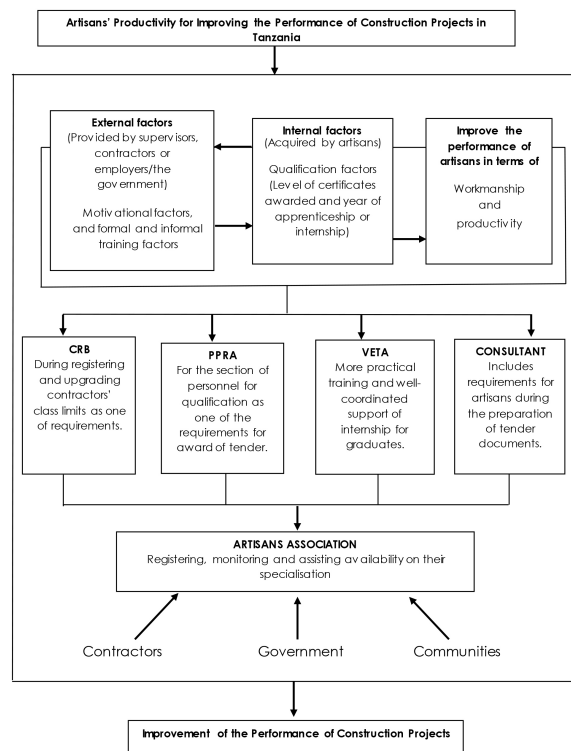 Artisans' Productivity for Improving the Performance of Construction Projects in
Tanzania
External factors
(Provided by supervisors,
contractors or
employers/the
government)
Motivational factors,
and formal and informal
training factors
Internal factors
(Acquired by artisans)
Qualification factors
(Level of certificates
awarded and year of
apprenticeship or
internship)
Improve the
performance of
artisans in terms of
Workmanship
and
productivity
CRB
During registering
and upgrading
contractors'
class limits as one
of requirements.
PPRA
For the section of
personnel for
qualification as
one of the
requirements for
award of tender.
VETA
More practical
training and well-
coordinated
support of
internship for
graduates.
CONSULTANT
Includes
requirements for
artisans during the
preparation of
tender
documents.
ARTISANS ASSOCIATION
Registering, monitoring and assisting availability on their
specialisation
Contractors
Government
Communities
Improvement of the Performance of Construction Projects